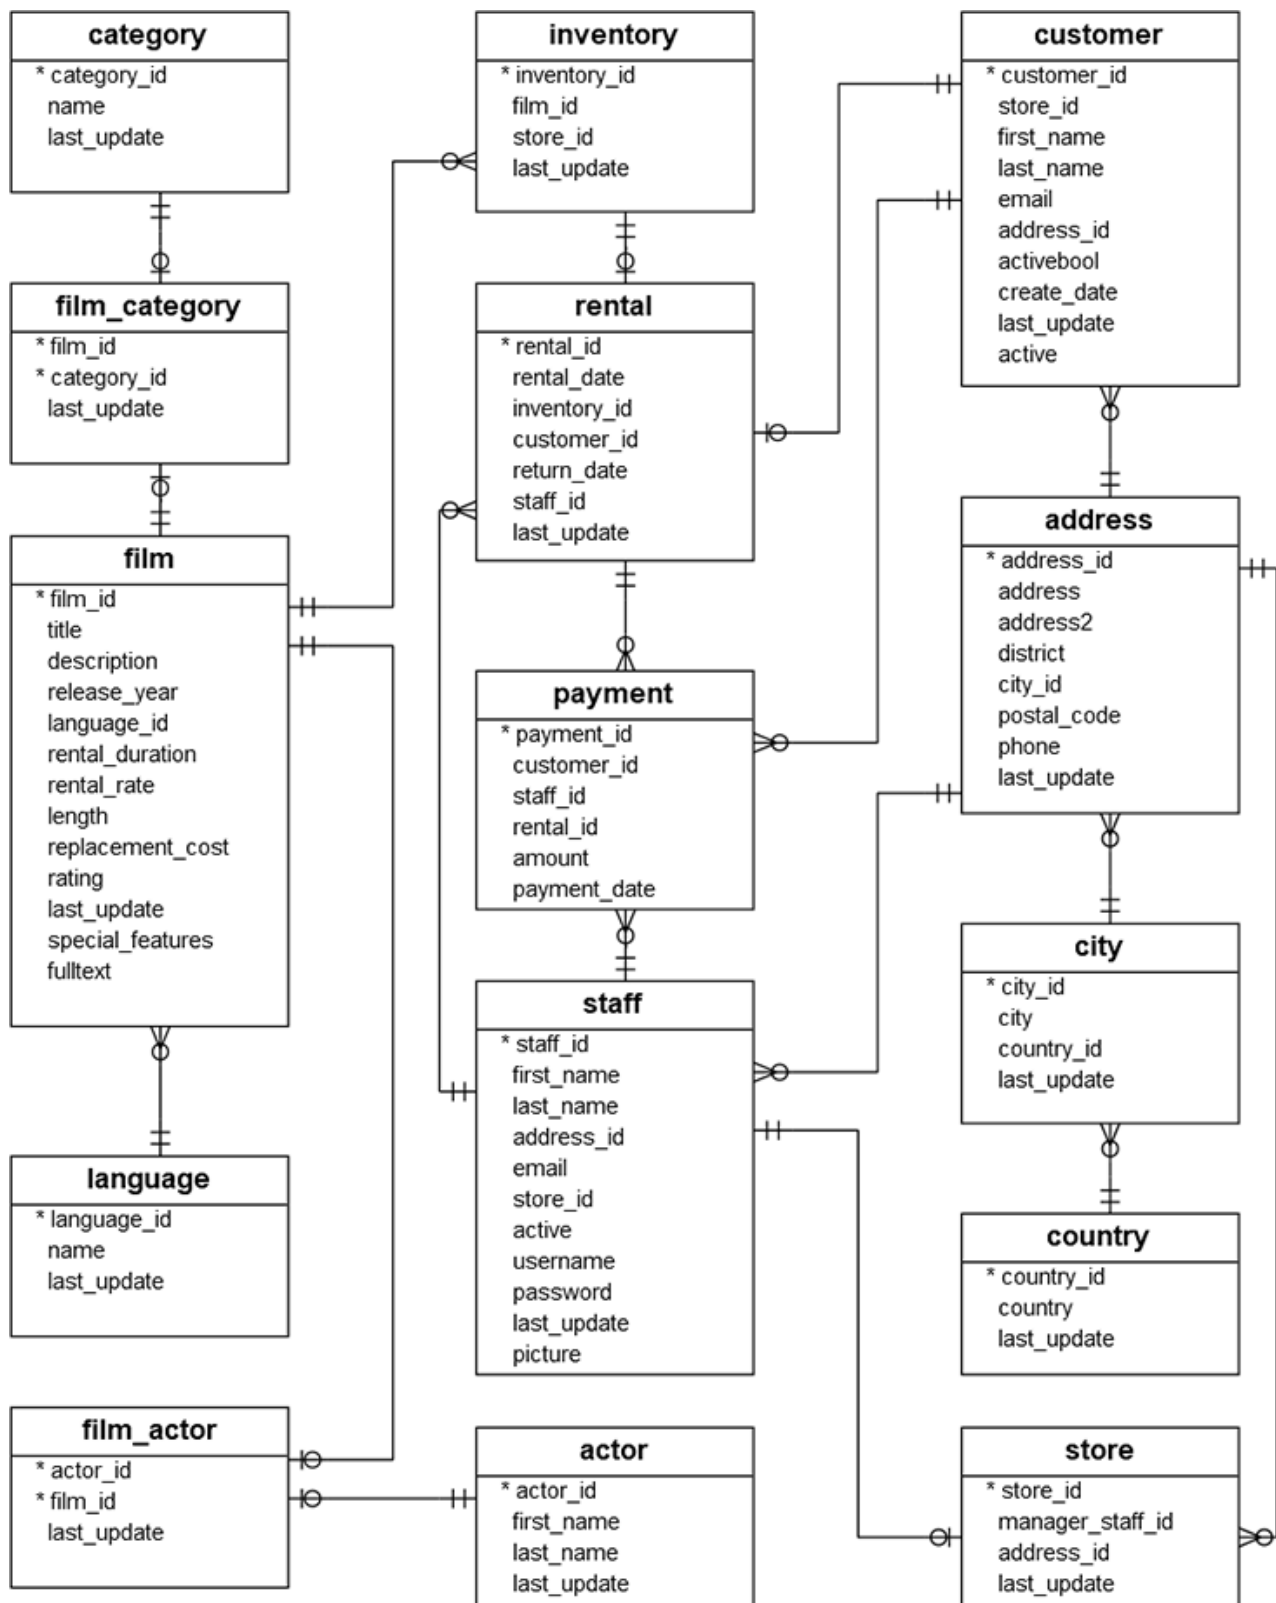 category
* category_id
name
last_update
film_category
* film_id
* category_id
last_update
film
* film_id
title
description
release_year
language_id
rental_duration
rental_rate
length
replacement_cost
rating
last_update
special_features
fulltext
language
* language_id
name
last_update
film_actor
* actor_id
* film_id
last_update
inventory
* inventory_id
film_id
store_id
last_update
rental
* rental_id
rental_date
inventory_id
customer_id
return_date
staff_id
last_update
payment
* payment_id
customer_id
staff_id
rental_id
amount
payment_date
staff
* staff_id
first_name
last_name
address_id
email
store_id
active
username
password
last_update
picture
actor
* actor_id
first_name
last_name
last_update
customer
* customer_id
store_id
first_name
last_name
email
address_id
activebool
create_date
last_update
active
address
* address_id
address
address2
district
city_id
postal_code
phone
last_update
city
* city_id
city
country_id
last_update
country
* country_id
country
last_update
store
* store_id
manager_staff_id
address_id
last_update